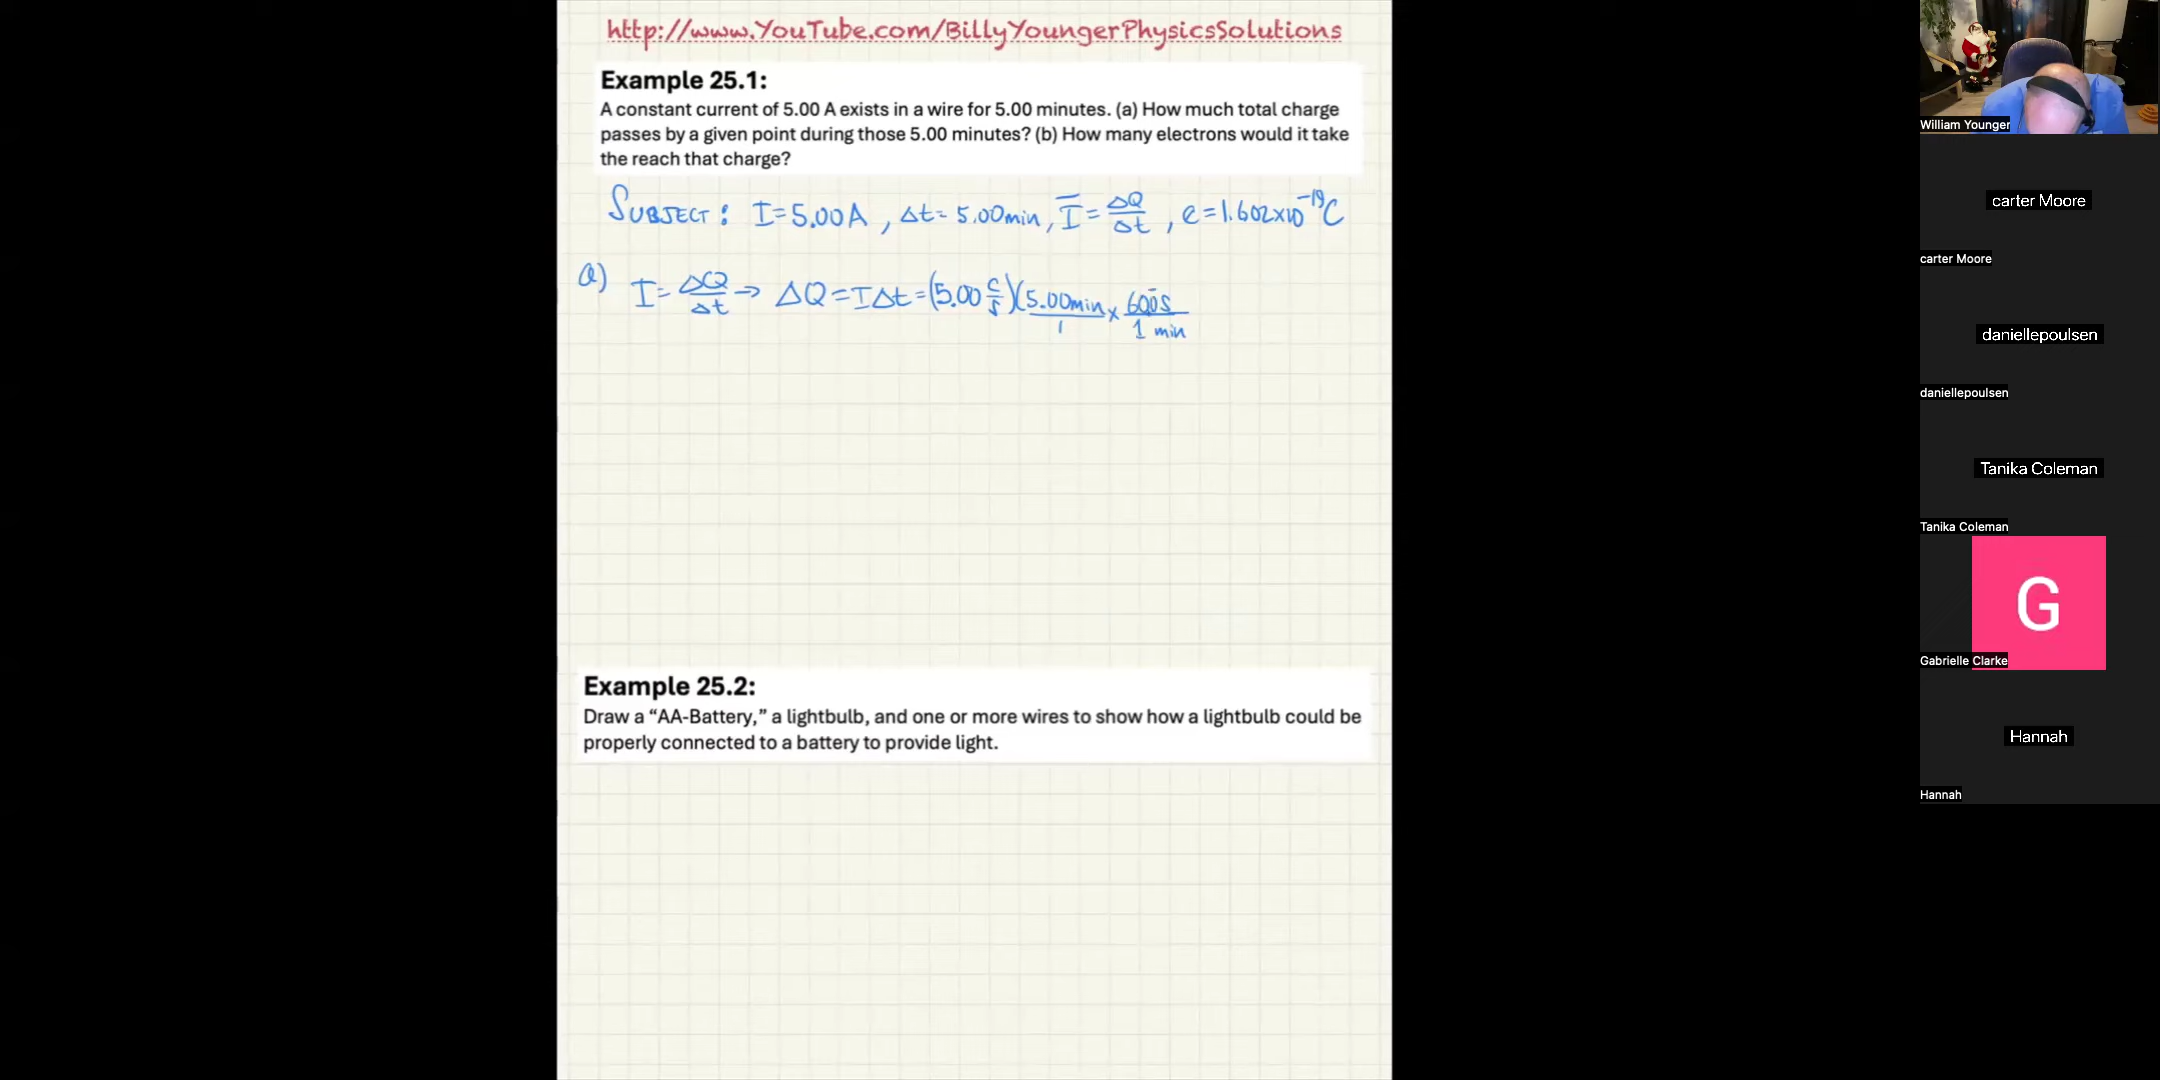 http://www.YouTube.com/BillyYoungerPhysicsSolutions
Example 25.1:
A constant current of 5.00 A exists in a wire for 5.00 minutes. (a) How much total charge
passes by a given point during those 5.00 minutes? (b) How many electrons would it take
the reach that charge?
SUBJECT: I=5.00A, Δt=5.00min, I̅=ΔQ/Δt, e=1.602x10⁻¹⁹C
a) I=ΔQ/Δt → ΔQ=IΔt=(5.00 C/s)(5.00min/1 x 60̅s/1 min
Example 25.2:
Draw a “AA-Battery,” a lightbulb, and one or more wires to show how a lightbulb could be
properly connected to a battery to provide light.
William Younger
carter Moore
carter Moore
daniellepoulsen
daniellepoulsen
Tanika Coleman
Tanika Coleman
G
Gabrielle Clarke
Hannah
Hannah